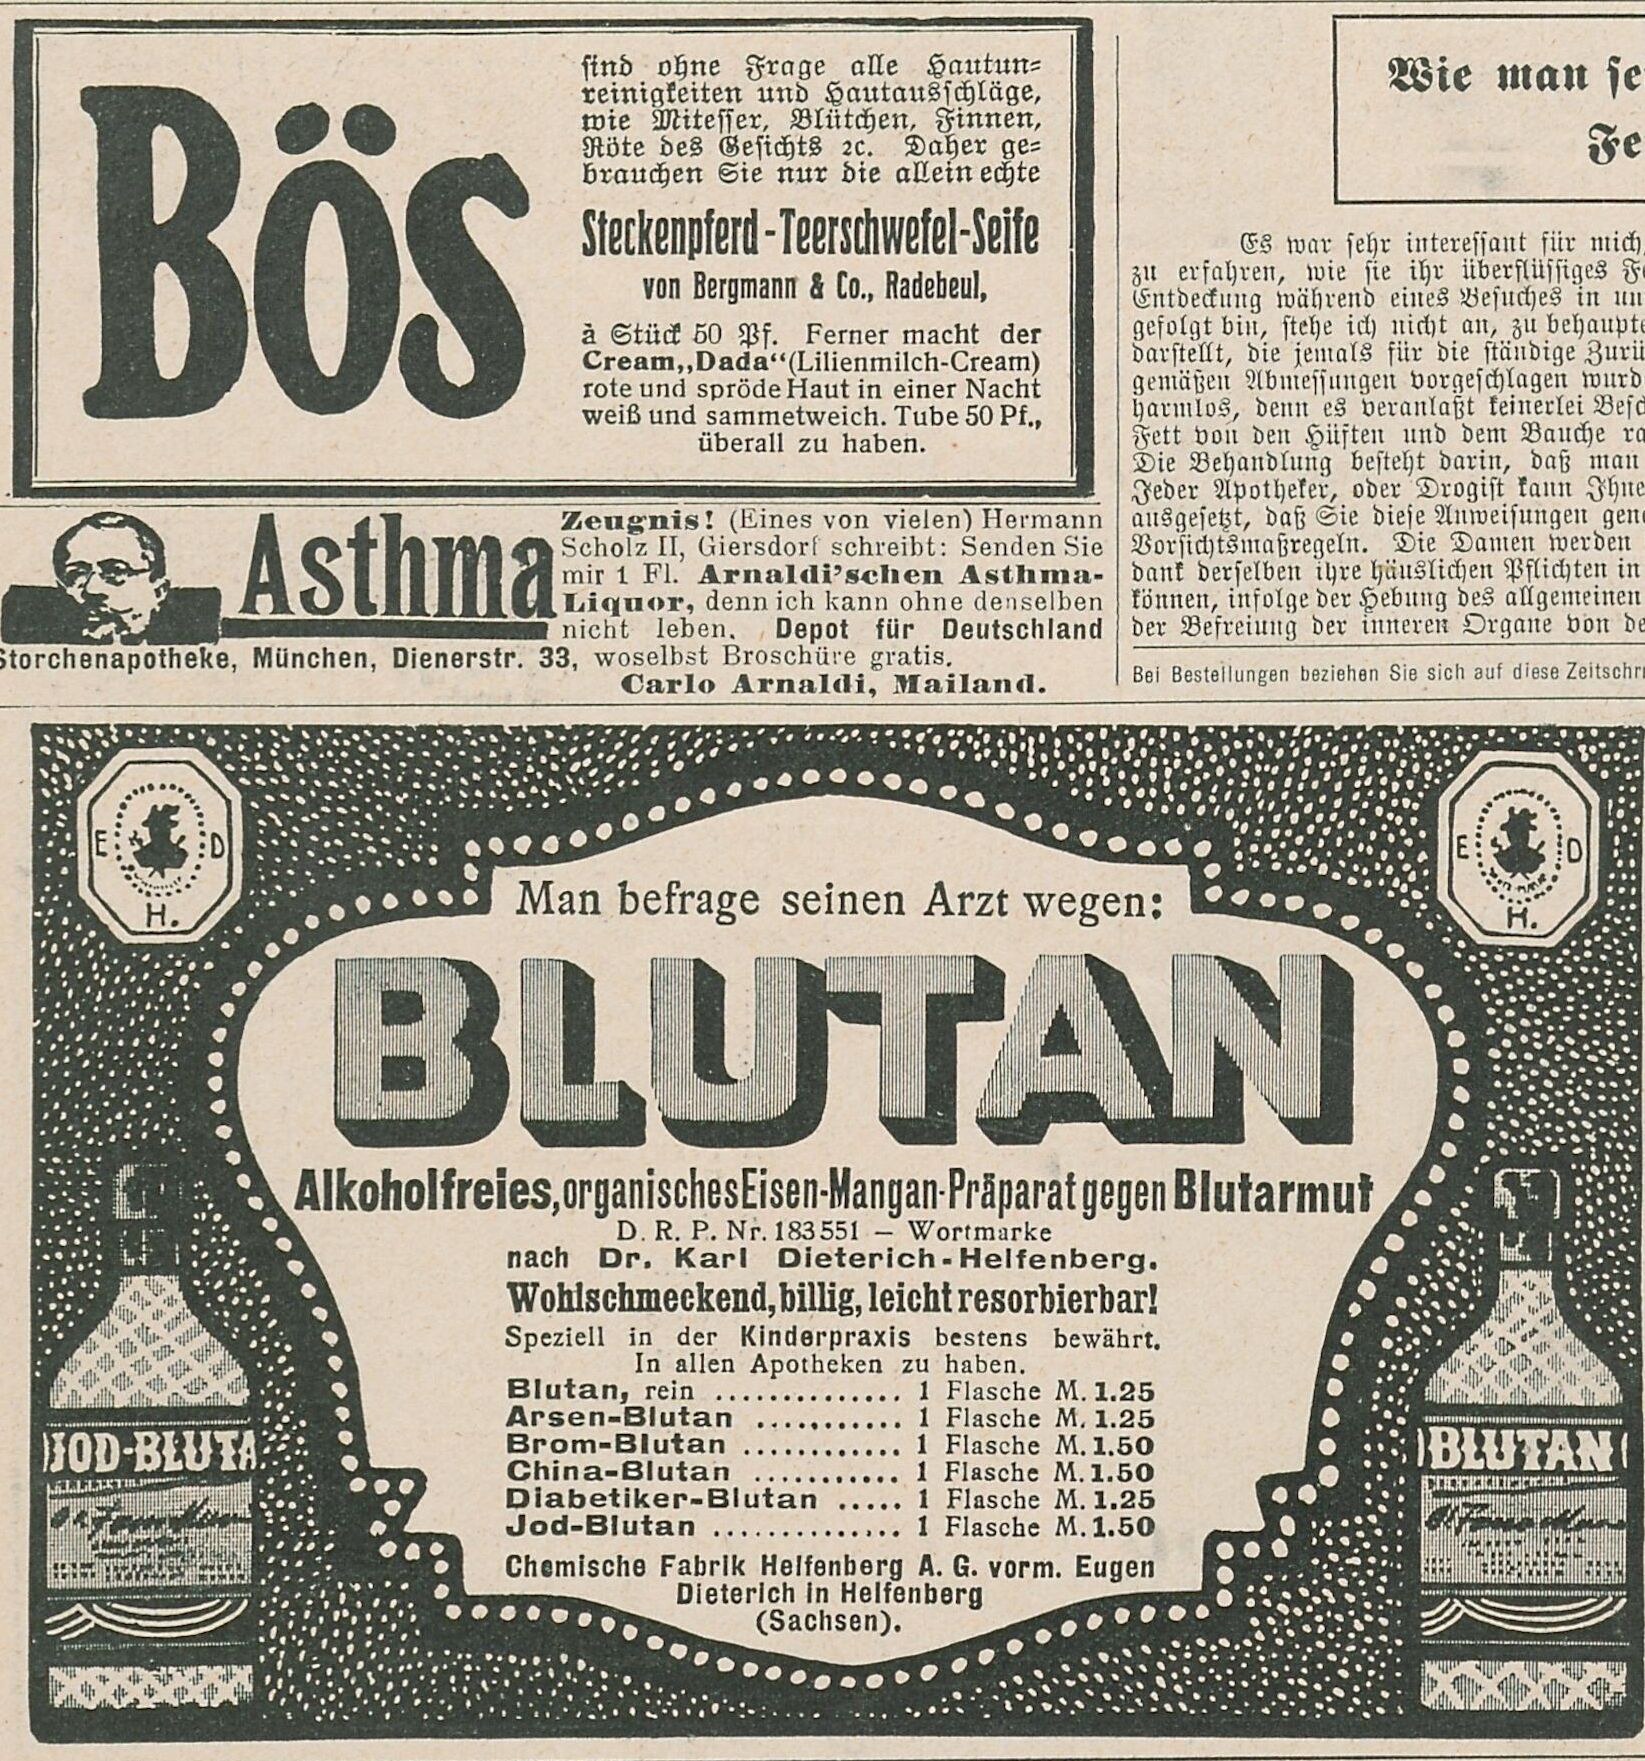 Bös
sind ohne Frage alle Hautun=
reinigkeiten und Hautausschläge,
wie Mitesser, Blütchen, Finnen,
Röte des Gesichts ꝛc. Daher ge=
brauchen Sie nur die allein echte
Steckenpferd-Teerschwefel-Seife
von Bergmann & Co., Radebeul,
à Stück 50 Pf. Ferner macht der
Cream „Dada“ (Lilienmilch-Cream)
rote und spröde Haut in einer Nacht
weiß und sammetweich. Tube 50 Pf.,
überall zu haben.
Asthma
Zeugnis! (Eines von vielen) Hermann
Scholz II, Giersdorf schreibt: Senden Sie
mir 1 Fl. Arnaldi’schen Asthma-
Liquor, denn ich kann ohne denselben
nicht leben. Depot für Deutschland
Storchenapotheke, München, Dienerstr. 33, woselbst Broschüre gratis.
Carlo Arnaldi, Mailand.
Wie man se
Fe
Es war sehr interessant für mich,
zu erfahren, wie sie ihr überflüssiges Fe
Entdeckung während eines Besuches in un
gefolgt bin, stehe ich nicht an, zu behaupte
darstellt, die jemals für die ständige Zurü
gemäßen Abmessungen vorgeschlagen wurd
harmlos, denn es veranlaßt keinerlei Besc
Fett von den Hüften und dem Bauche ra
Die Behandlung besteht darin, daß man
Jeder Apotheker, oder Drogist kann Ihne
ausgesetzt, daß Sie diese Anweisungen gen
Vorsichtsmaßregeln. Die Damen werden
dank derselben ihre häuslichen Pflichten in
können, infolge der Hebung des allgemeinen
der Befreiung der inneren Organe von de
Bei Bestellungen beziehen Sie sich auf diese Zeitschr
E D
H.
E D
H.
Man befrage seinen Arzt wegen:
BLUTAN
Alkoholfreies, organisches Eisen-Mangan-Präparat gegen Blutarmut
D. R. P. Nr. 183551 — Wortmarke
nach Dr. Karl Dieterich-Helfenberg.
Wohlschmeckend, billig, leicht resorbierbar!
Speziell in der Kinderpraxis bestens bewährt.
In allen Apotheken zu haben.
Blutan, rein .............. 1 Flasche M. 1.25
Arsen-Blutan ........... 1 Flasche M. 1.25
Brom-Blutan ............ 1 Flasche M. 1.50
China-Blutan ........... 1 Flasche M. 1.50
Diabetiker-Blutan ..... 1 Flasche M. 1.25
Jod-Blutan .............. 1 Flasche M. 1.50
Chemische Fabrik Helfenberg A. G. vorm. Eugen
Dieterich in Helfenberg
(Sachsen).
JOD-BLUTA
BLUTAN